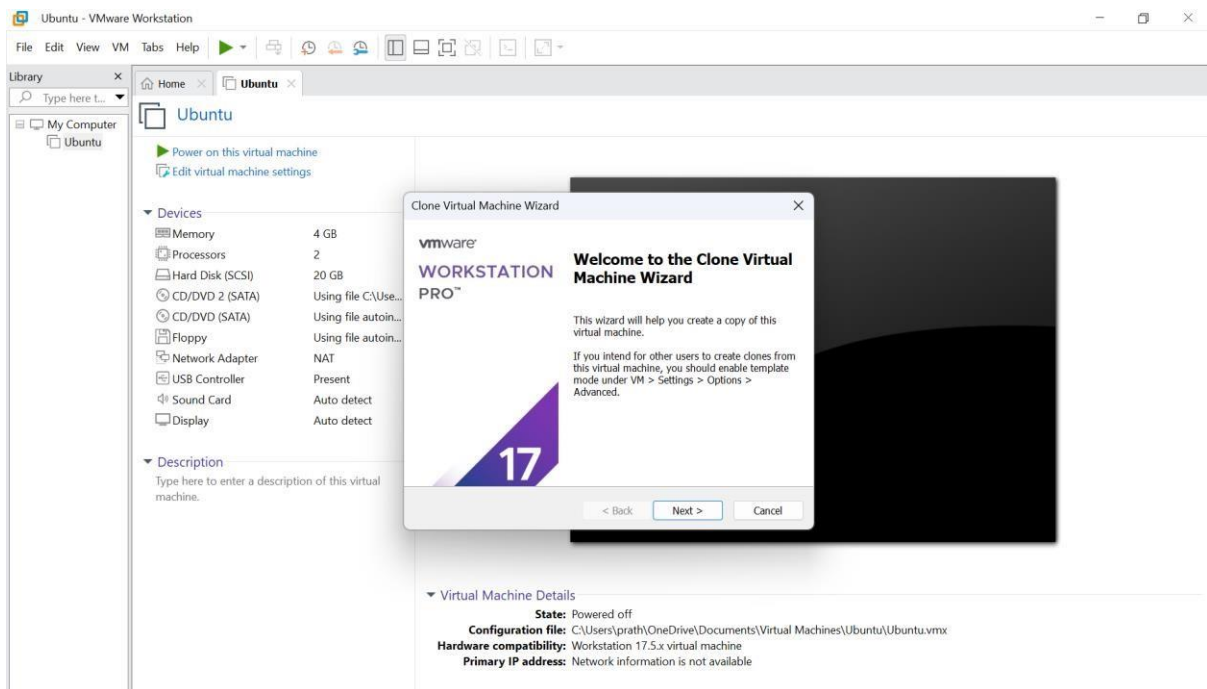 Ubuntu - VMware Workstation
File Edit View VM Tabs Help
Library
Type here t...
My Computer
Ubuntu
Home
Ubuntu
Ubuntu
Power on this virtual machine
Edit virtual machine settings
Devices
Memory 4 GB
Processors 2
Hard Disk (SCSI) 20 GB
CD/DVD 2 (SATA) Using file C:\Use...
CD/DVD (SATA) Using file autoin...
Floppy Using file autoin...
Network Adapter NAT
USB Controller Present
Sound Card Auto detect
Display Auto detect
Description
Type here to enter a description of this virtual
machine.
Clone Virtual Machine Wizard
vmware
WORKSTATION
PRO™
17
Welcome to the Clone Virtual
Machine Wizard
This wizard will help you create a copy of this
virtual machine.
If you intend for other users to create clones from
this virtual machine, you should enable template
mode under VM > Settings > Options >
Advanced.
< Back Next > Cancel
Virtual Machine Details
State: Powered off
Configuration file: C:\Users\prath\OneDrive\Documents\Virtual Machines\Ubuntu\Ubuntu.vmx
Hardware compatibility: Workstation 17.5.x virtual machine
Primary IP address: Network information is not available